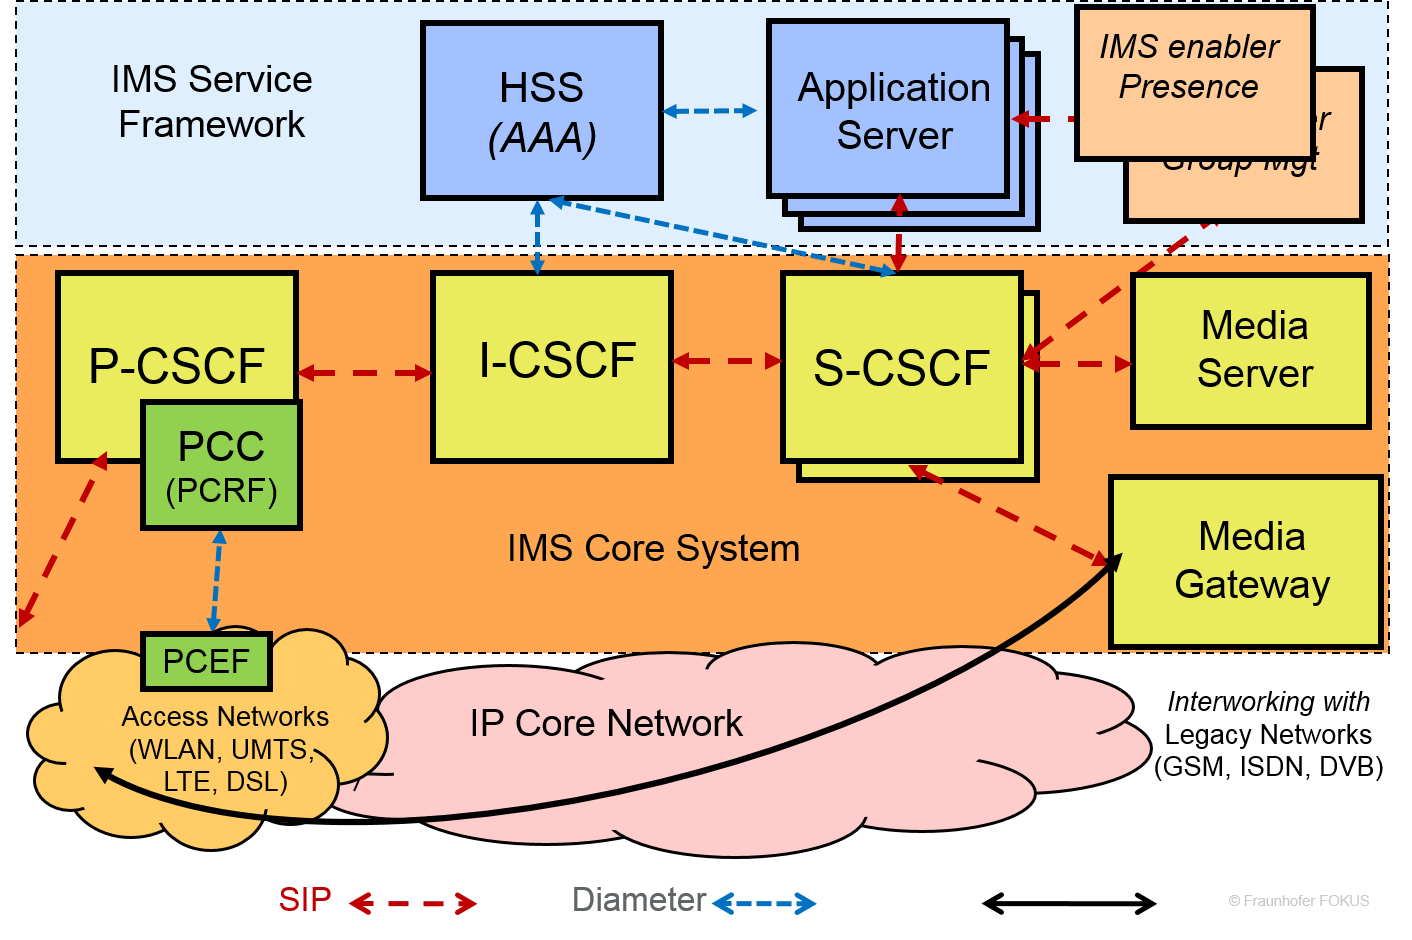 IMS Service
Framework
HSS
(AAA)
Application
Server
IMS enabler
Presence
Group Mgt
P-CSCF
I-CSCF
S-CSCF
Media
Server
PCC
(PCRF)
IMS Core System
Media
Gateway
PCEF
Access Networks
(WLAN, UMTS,
LTE, DSL)
IP Core Network
Interworking with
Legacy Networks
(GSM, ISDN, DVB)
SIP
Diameter
© Fraunhofer FOKUS